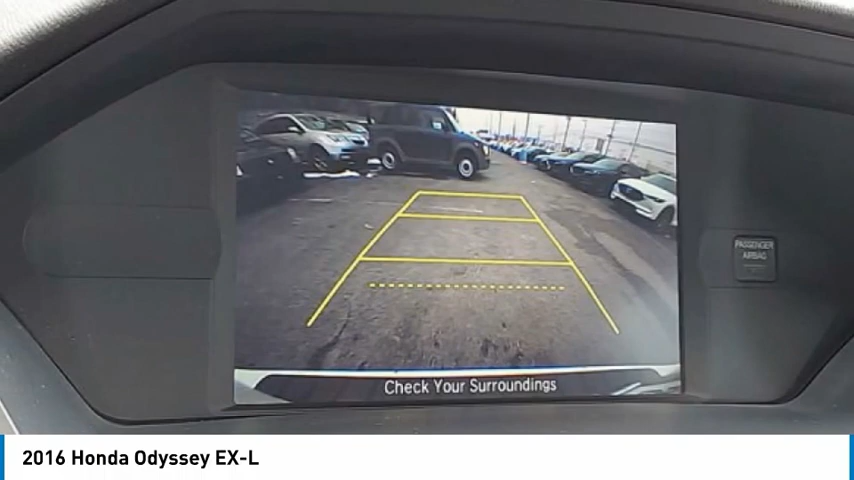 PASSENGER
AIRBAG
Check Your Surroundings
2016 Honda Odyssey EX-L